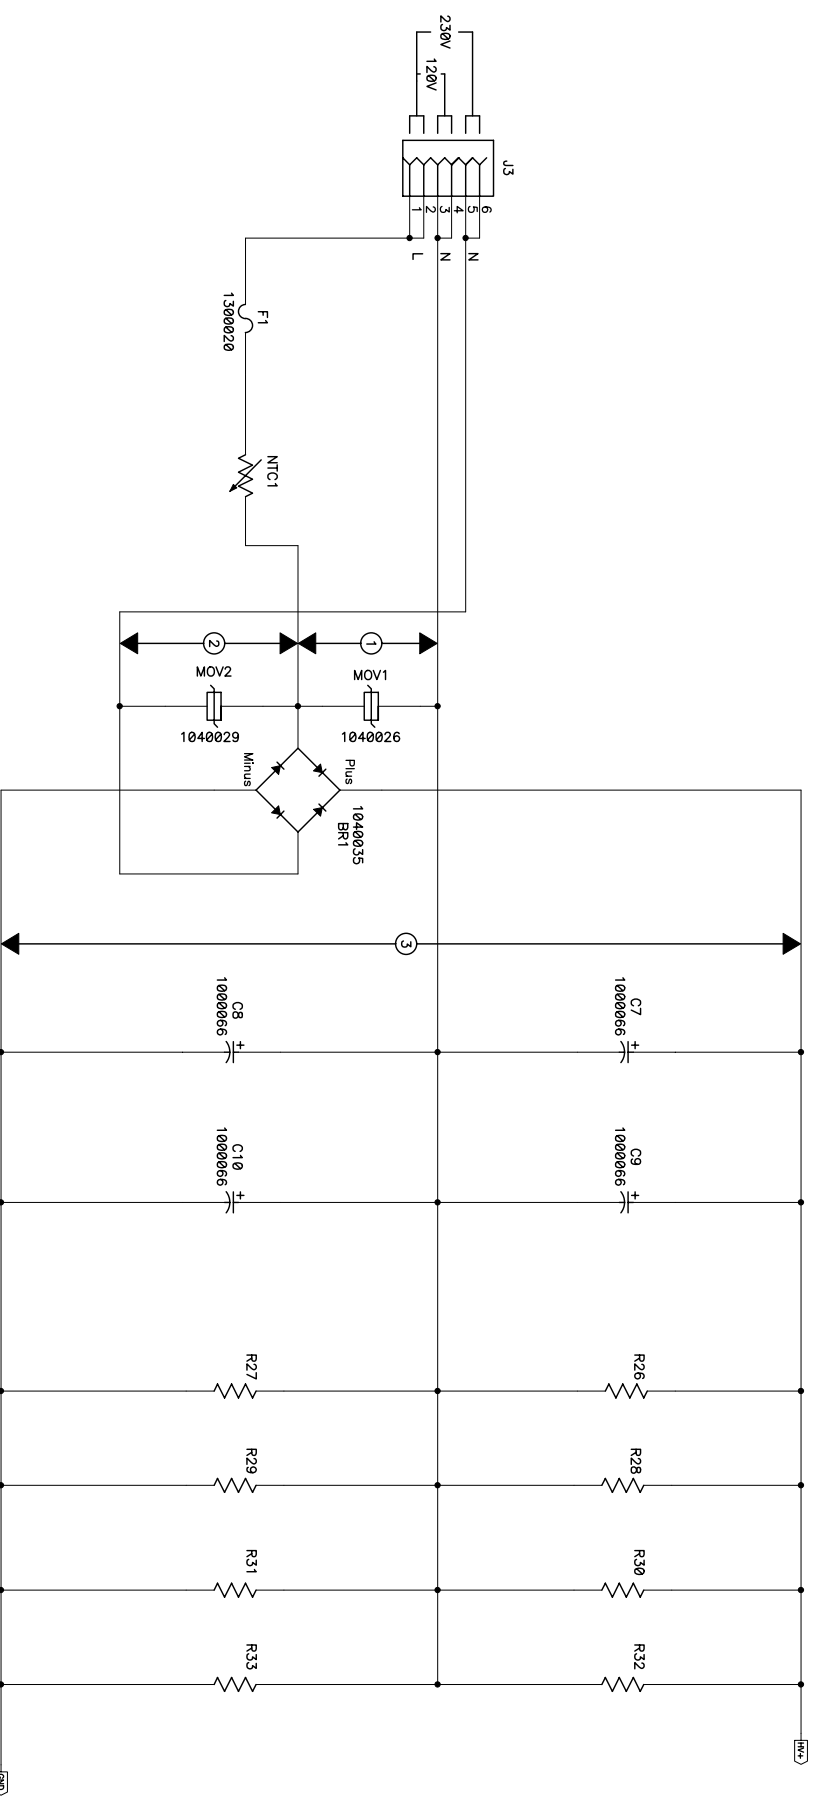 230V
120V
J3
1
2
3
4
5
6
L
N
N
F1
1300020
NTC1
2
1
MOV2
MOV1
1040029
1040026
Minus
Plus
1040035
BR1
3
C8
1000066
C7
1000066
C10
1000066
C9
1000066
R27
R26
R29
R28
R31
R30
R33
R32
HV+
GND